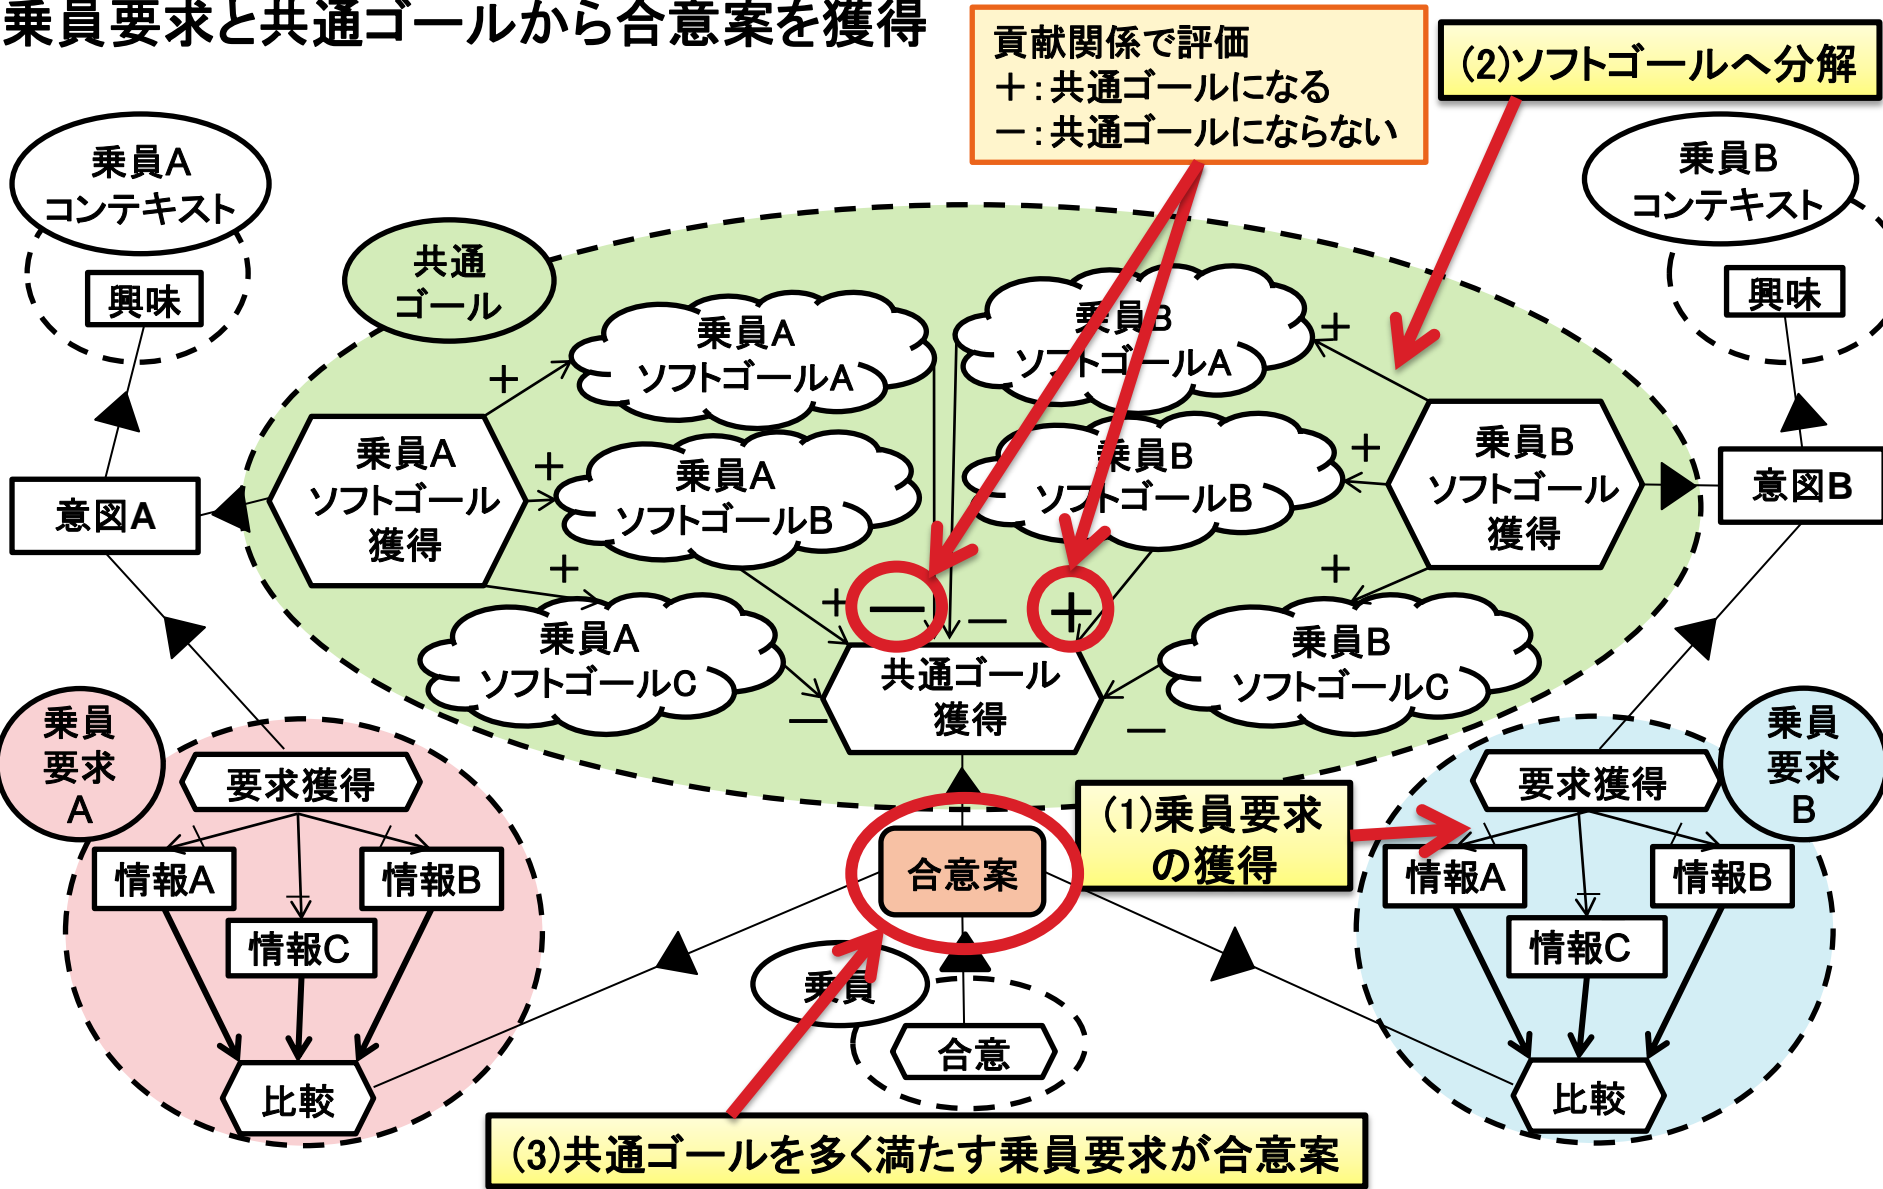 乗員要求と共通ゴールから合意案を獲得
貢献関係で評価
＋：共通ゴールになる
－：共通ゴールにならない
(2)ソフトゴールへ分解
乗員A
コンテキスト
興味
乗員B
コンテキスト
興味
共通
ゴール
乗員A
ソフトゴールA
乗員B
ソフトゴールA
＋
＋
乗員A
ソフトゴール
獲得
＋
乗員A
ソフトゴールB
乗員B
ソフトゴールB
＋
乗員B
ソフトゴール
獲得
意図A
意図B
＋
＋
＋
－
－
＋
乗員A
ソフトゴールC
共通ゴール
獲得
乗員B
ソフトゴールC
－
－
乗員
要求
A
要求獲得
情報A
情報B
情報C
比較
合意案
(1)乗員要求
の獲得
乗員
要求
B
要求獲得
情報A
情報B
情報C
比較
乗員
合意
(3)共通ゴールを多く満たす乗員要求が合意案